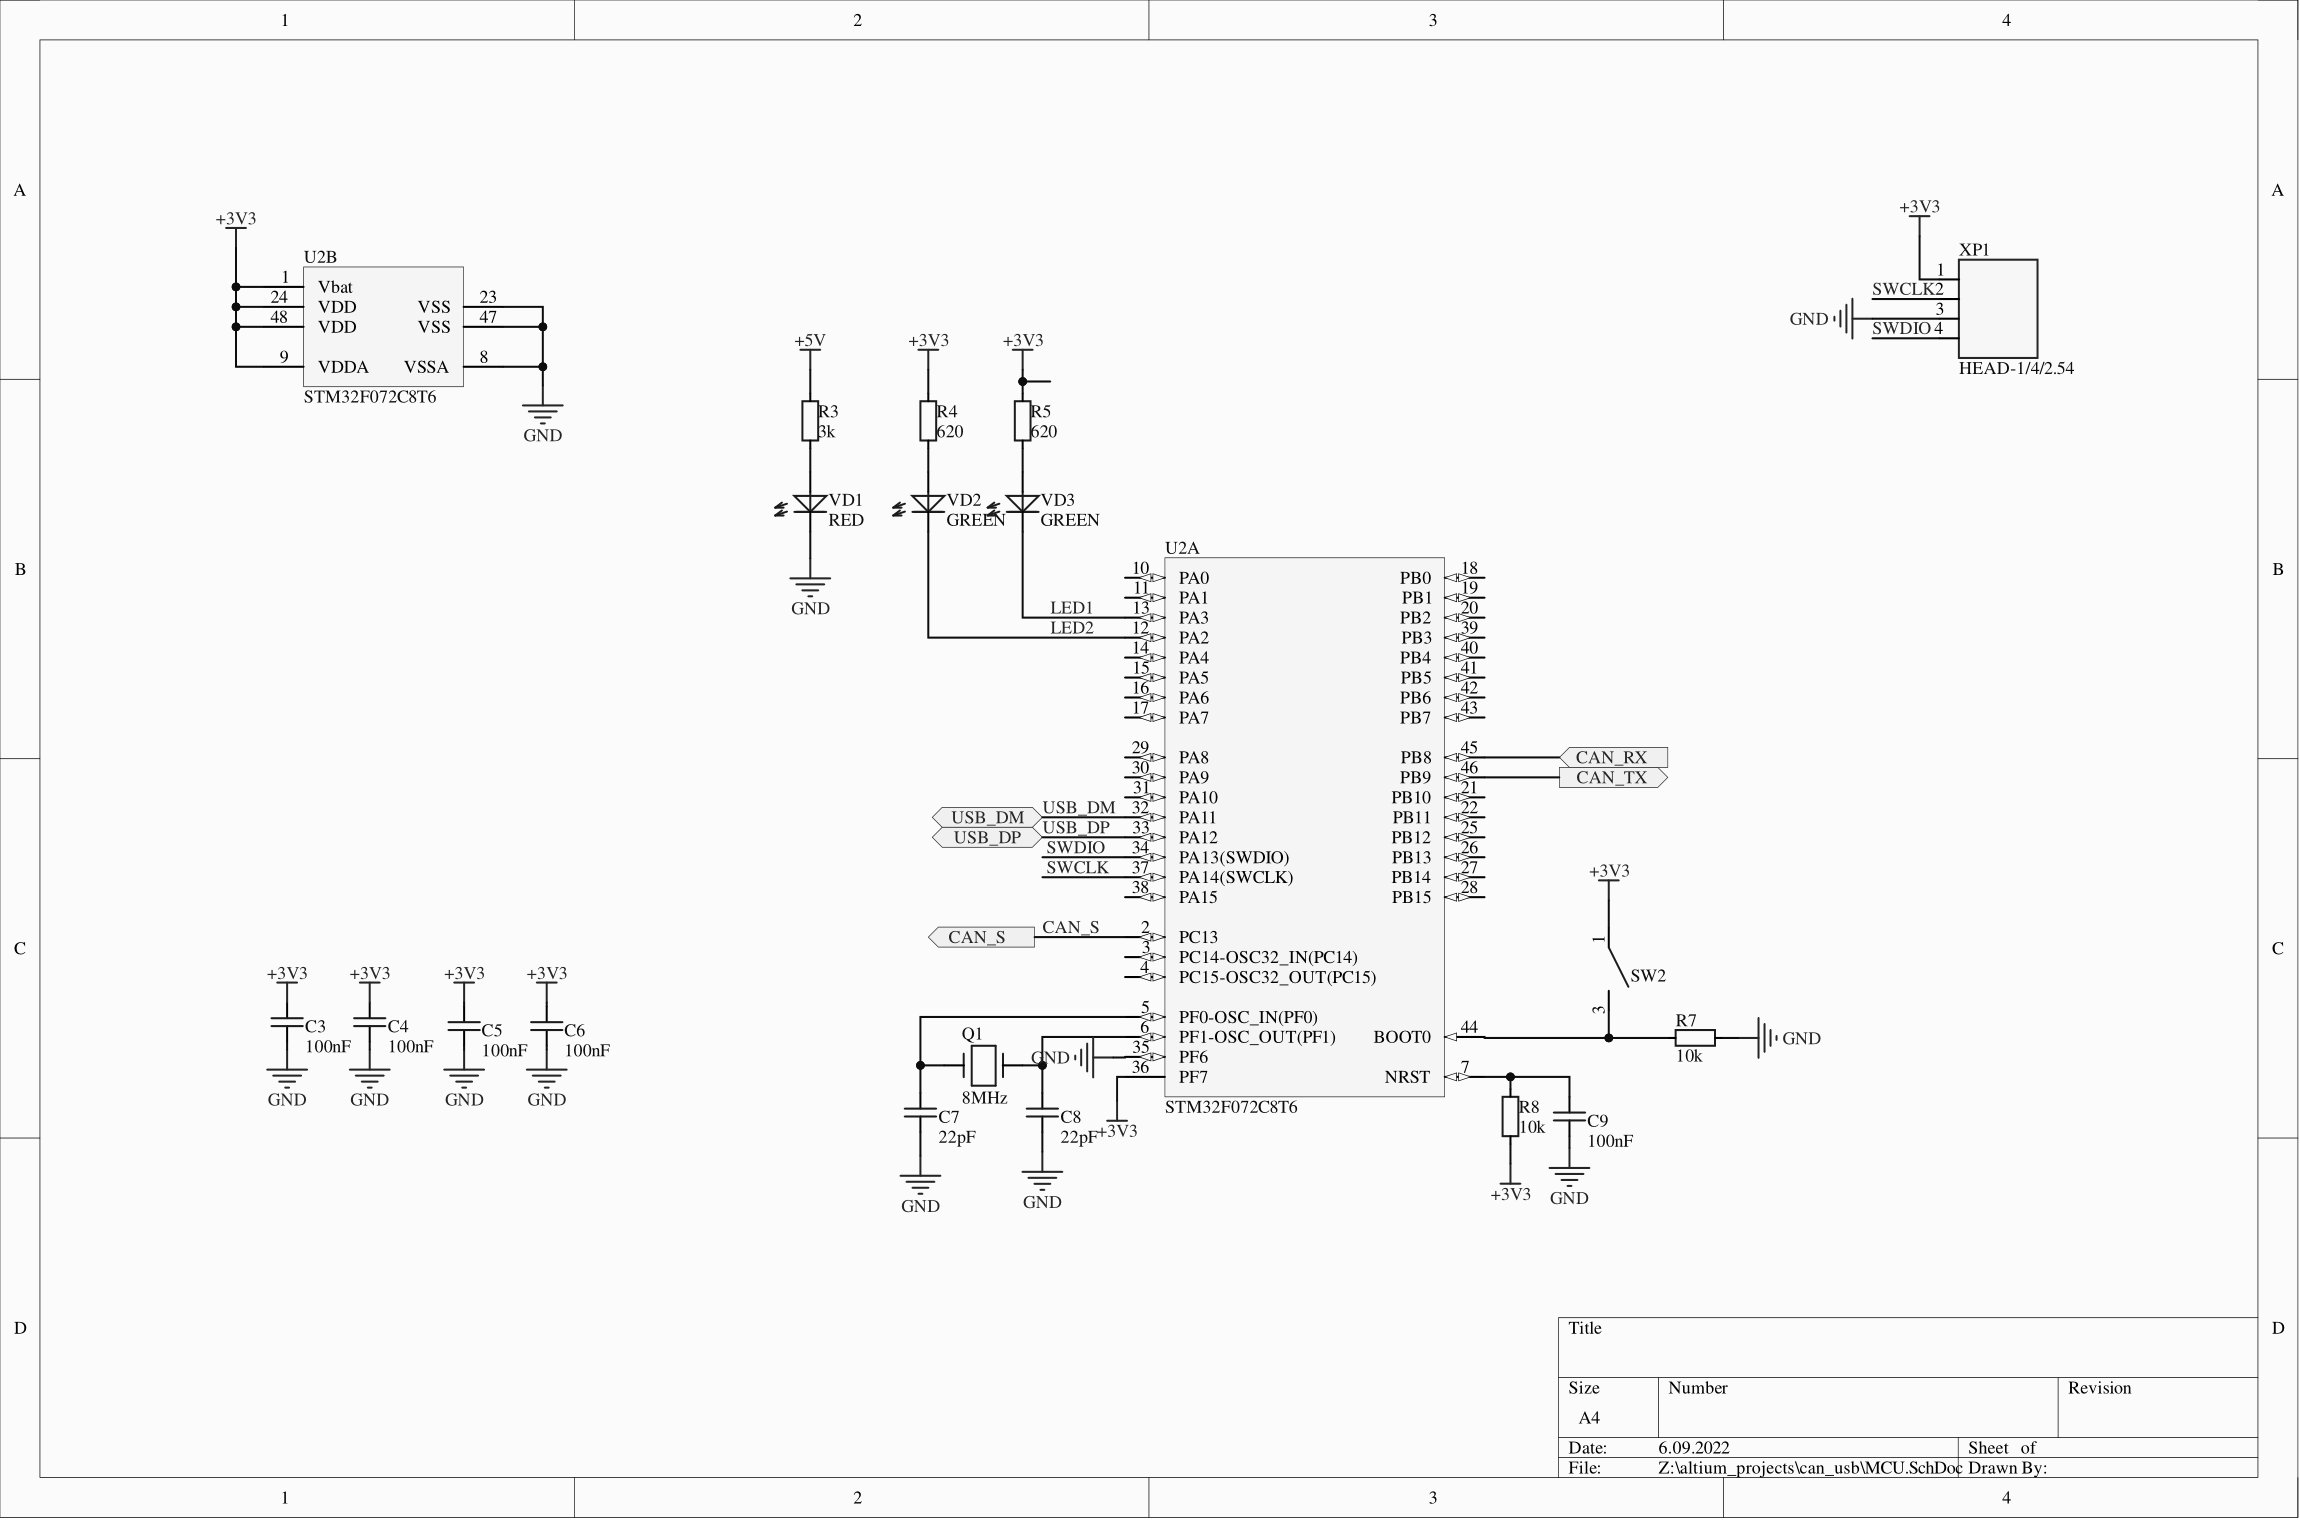 1 2 3 4
A A
B B
C C
D D
+3V3
U2B
1 Vbat
24 VDD VSS 23
48 VDD VSS 47
9 VDDA VSSA 8
STM32F072C8T6
GND
+5V +3V3 +3V3
R3 R4 R5
3k 620 620
VD1 VD2 VD3
RED GREEN GREEN
GND
+3V3
XP1
1
SWCLK 2
GND 3
SWDIO 4
HEAD-1/4/2.54
U2A
10 PA0 PB0 18
11 PA1 PB1 19
LED1 13 PA3 PB2 20
LED2 12 PA2 PB3 39
14 PA4 PB4 40
15 PA5 PB5 41
16 PA6 PB6 42
17 PA7 PB7 43
29 PA8 PB8 45 CAN_RX
30 PA9 PB9 46 CAN_TX
31 PA10 PB10 21
USB_DM USB_DM 32 PA11 PB11 22
USB_DP USB_DP 33 PA12 PB12 25
SWDIO 34 PA13(SWDIO) PB13 26
SWCLK 37 PA14(SWCLK) PB14 27
38 PA15 PB15 28
CAN_S CAN_S 2 PC13
3 PC14-OSC32_IN(PC14)
4 PC15-OSC32_OUT(PC15)
5 PF0-OSC_IN(PF0)
6 PF1-OSC_OUT(PF1) BOOT0 44
GND 35 PF6
36 PF7 NRST 7
STM32F072C8T6
+3V3
Q1
8MHz
C7 C8
22pF 22pF
GND GND
+3V3
1
SW2
3
R7
10k
GND
R8 C9
10k 100nF
+3V3 GND
+3V3 +3V3 +3V3 +3V3
C3 C4 C5 C6
100nF 100nF 100nF 100nF
GND GND GND GND
Title
Size Number Revision
A4
Date: 6.09.2022 Sheet of
File: Z:\altium_projects\can_usb\MCU.SchDoc Drawn By:
1 2 3 4